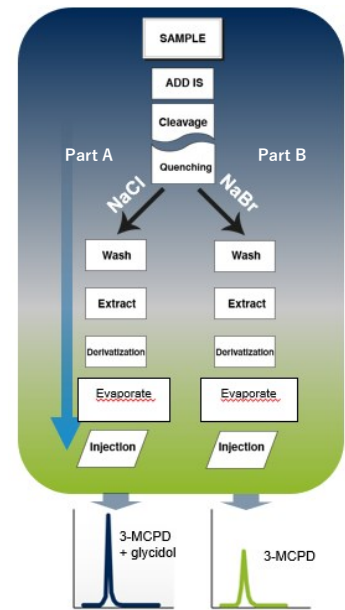 SAMPLE
ADD IS
Cleavage
Part A
Part B
Quenching
NaCl
NaBr
Wash
Wash
Extract
Extract
Derivatization
Derivatization
Evaporate
Evaporate
Injection
Injection
3-MCPD
+ glycidol
3-MCPD